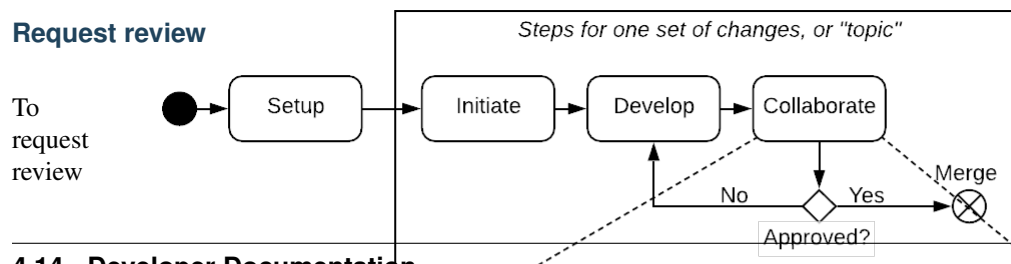 Request review
Steps for one set of changes, or "topic"
To
request
review
Setup
Initiate
Develop
Collaborate
Merge
No
Yes
Approved?
4.14 Developer Documentation